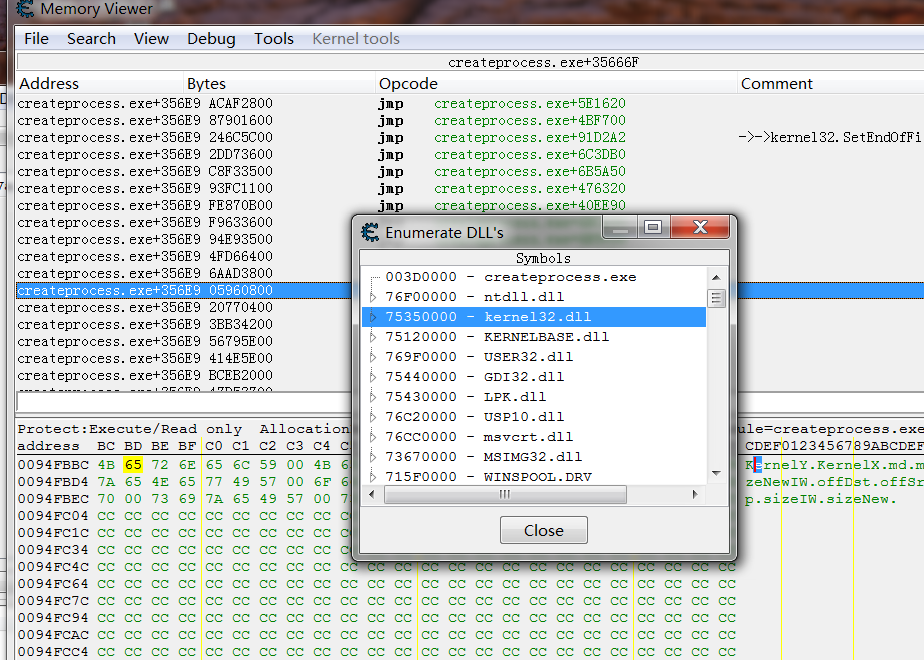 Memory Viewer
File Search View Debug Tools Kernel tools
createprocess.exe+35666F
Address Bytes Opcode Comment
createprocess.exe+356E9 ACAF2800 jmp createprocess.exe+5E1620
createprocess.exe+356E9 87901600 jmp createprocess.exe+4BF700
createprocess.exe+356E9 246C5C00 jmp createprocess.exe+91D2A2 ->->kernel32.SetEndOfFi
createprocess.exe+356E9 2DD73600 jmp createprocess.exe+6C3DB0
createprocess.exe+356E9 C8F33500 jmp createprocess.exe+6B5A50
createprocess.exe+356E9 93FC1100 jmp createprocess.exe+476320
createprocess.exe+356E9 FE870B00 jmp createprocess.exe+40EE90
createprocess.exe+356E9 F9633600
createprocess.exe+356E9 94E93500
createprocess.exe+356E9 4FD66400
createprocess.exe+356E9 6AAD3800
createprocess.exe+356E9 05960800
createprocess.exe+356E9 20770400
createprocess.exe+356E9 3BB34200
createprocess.exe+356E9 56795E00
createprocess.exe+356E9 414E5E00
createprocess.exe+356E9 BCEB2000
Enumerate DLL's
Symbols
003D0000 - createprocess.exe
76F00000 - ntdll.dll
75350000 - kernel32.dll
75120000 - KERNELBASE.dll
769F0000 - USER32.dll
75440000 - GDI32.dll
75430000 - LPK.dll
76C20000 - USP10.dll
76CC0000 - msvcrt.dll
73670000 - MSIMG32.dll
715F0000 - WINSPOOL.DRV
Close
Protect:Execute/Read only Allocation ule=createprocess.exe
address BC BD BE BF C0 C1 C2 C3 C4 C CDEF0123456789ABCDEF
0094FBBC 4B 65 72 6E 65 6C 59 00 4B 6 KernelY.KernelX.md.m
0094FBD4 7A 65 4E 65 77 49 57 00 6F 6 zeNewIW.offDst.offSr
0094FBEC 70 00 73 69 7A 65 49 57 00 7 p.sizeIW.sizeNew.
0094FC04 CC CC CC CC CC CC CC CC CC
0094FC1C CC CC CC CC CC CC CC CC CC
0094FC34 CC CC CC CC CC CC CC CC CC
0094FC4C CC CC CC CC CC CC CC CC CC CC CC CC CC CC CC CC CC CC CC CC CC CC CC CC
0094FC64 CC CC CC CC CC CC CC CC CC CC CC CC CC CC CC CC CC CC CC CC CC CC CC CC
0094FC7C CC CC CC CC CC CC CC CC CC CC CC CC CC CC CC CC CC CC CC CC CC CC CC CC
0094FC94 CC CC CC CC CC CC CC CC CC CC CC CC CC CC CC CC CC CC CC CC CC CC CC CC
0094FCAC CC CC CC CC CC CC CC CC CC CC CC CC CC CC CC CC CC CC CC CC CC CC CC CC
0094FCC4 CC CC CC CC CC CC CC CC CC CC CC CC CC CC CC CC CC CC CC CC CC CC CC CC